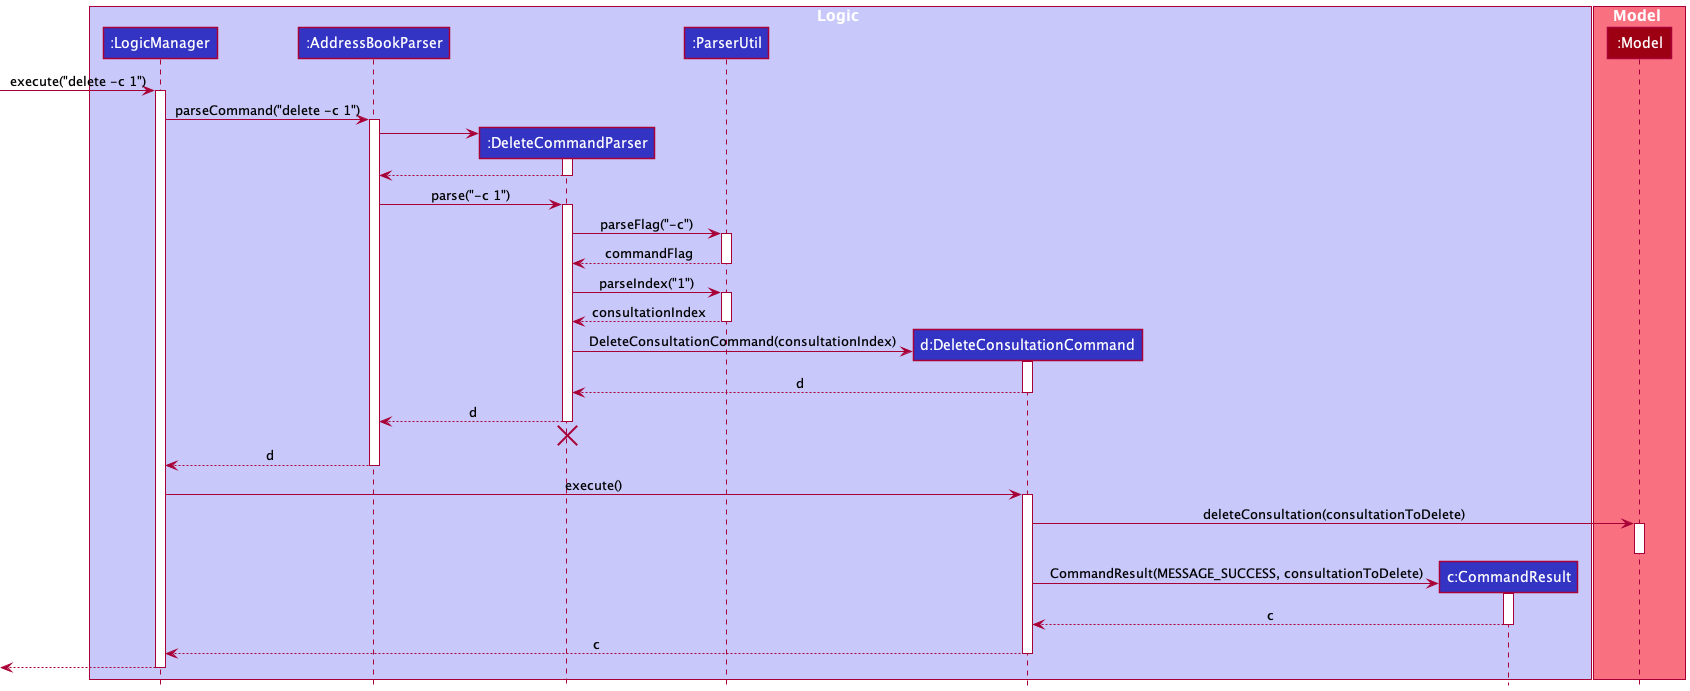 Logic
Model
:LogicManager
:AddressBookParser
:ParserUtil
:Model
execute("delete -c 1")
parseCommand("delete -c 1")
:DeleteCommandParser
parse("-c 1")
parseFlag("-c")
commandFlag
parseIndex("1")
consultationIndex
DeleteConsultationCommand(consultationIndex)
d:DeleteConsultationCommand
d
d
d
execute()
deleteConsultation(consultationToDelete)
CommandResult(MESSAGE_SUCCESS, consultationToDelete)
c:CommandResult
c
c